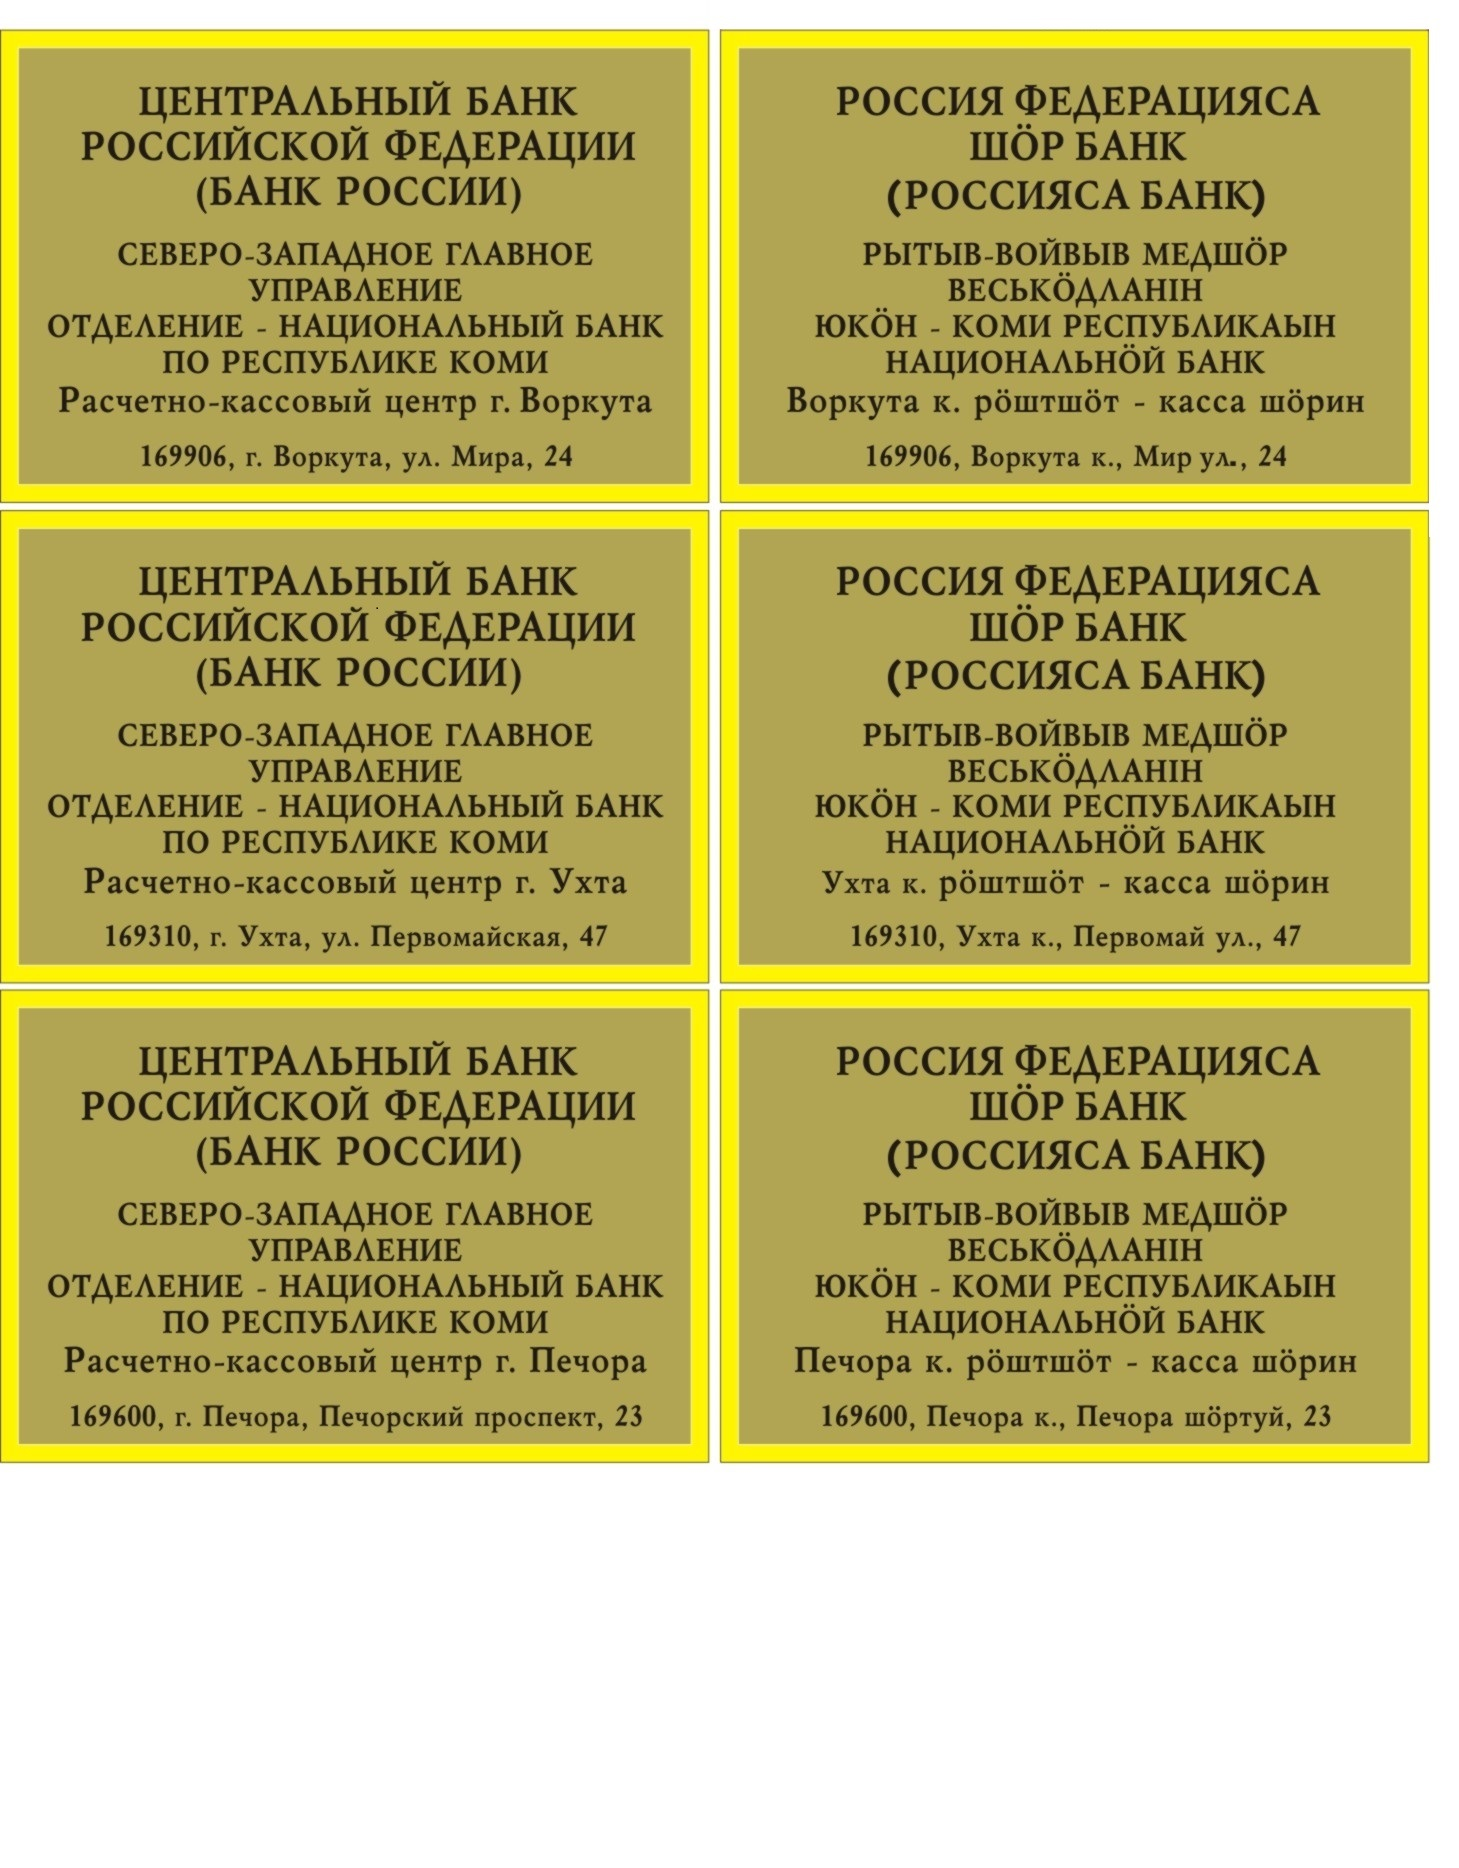 ЦЕНТРАЛЬНЫЙ БАНК
РОССИЙСКОЙ ФЕДЕРАЦИИ
(БАНК РОССИИ)
СЕВЕРО-ЗАПАДНОЕ ГЛАВНОЕ
УПРАВЛЕНИЕ
ОТДЕЛЕНИЕ - НАЦИОНАЛЬНЫЙ БАНК
ПО РЕСПУБЛИКЕ КОМИ
Расчетно-кассовый центр г. Воркута
169906, г. Воркута, ул. Мира, 24
РОССИЯ ФЕДЕРАЦИЯСА
ШӦР БАНК
(РОССИЯСА БАНК)
РЫТЫВ-ВОЙВЫВ МЕДШӦР
ВЕСЬКӦДЛАНІН
ЮКӦН - КОМИ РЕСПУБЛИКАЫН
НАЦИОНАЛЬНӦЙ БАНК
Воркута к. рӧштшӧт - касса шӧрин
169906, Воркута к., Мир ул., 24
ЦЕНТРАЛЬНЫЙ БАНК
РОССИЙСКОЙ ФЕДЕРАЦИИ
(БАНК РОССИИ)
СЕВЕРО-ЗАПАДНОЕ ГЛАВНОЕ
УПРАВЛЕНИЕ
ОТДЕЛЕНИЕ - НАЦИОНАЛЬНЫЙ БАНК
ПО РЕСПУБЛИКЕ КОМИ
Расчетно-кассовый центр г. Ухта
169310, г. Ухта, ул. Первомайская, 47
РОССИЯ ФЕДЕРАЦИЯСА
ШӦР БАНК
(РОССИЯСА БАНК)
РЫТЫВ-ВОЙВЫВ МЕДШӦР
ВЕСЬКӦДЛАНІН
ЮКӦН - КОМИ РЕСПУБЛИКАЫН
НАЦИОНАЛЬНӦЙ БАНК
Ухта к. рӧштшӧт - касса шӧрин
169310, Ухта к., Первомай ул., 47
ЦЕНТРАЛЬНЫЙ БАНК
РОССИЙСКОЙ ФЕДЕРАЦИИ
(БАНК РОССИИ)
СЕВЕРО-ЗАПАДНОЕ ГЛАВНОЕ
УПРАВЛЕНИЕ
ОТДЕЛЕНИЕ - НАЦИОНАЛЬНЫЙ БАНК
ПО РЕСПУБЛИКЕ КОМИ
Расчетно-кассовый центр г. Печора
169600, г. Печора, Печорский проспект, 23
РОССИЯ ФЕДЕРАЦИЯСА
ШӦР БАНК
(РОССИЯСА БАНК)
РЫТЫВ-ВОЙВЫВ МЕДШӦР
ВЕСЬКӦДЛАНІН
ЮКӦН - КОМИ РЕСПУБЛИКАЫН
НАЦИОНАЛЬНӦЙ БАНК
Печора к. рӧштшӧт - касса шӧрин
169600, Печора к., Печора шӧртуй, 23